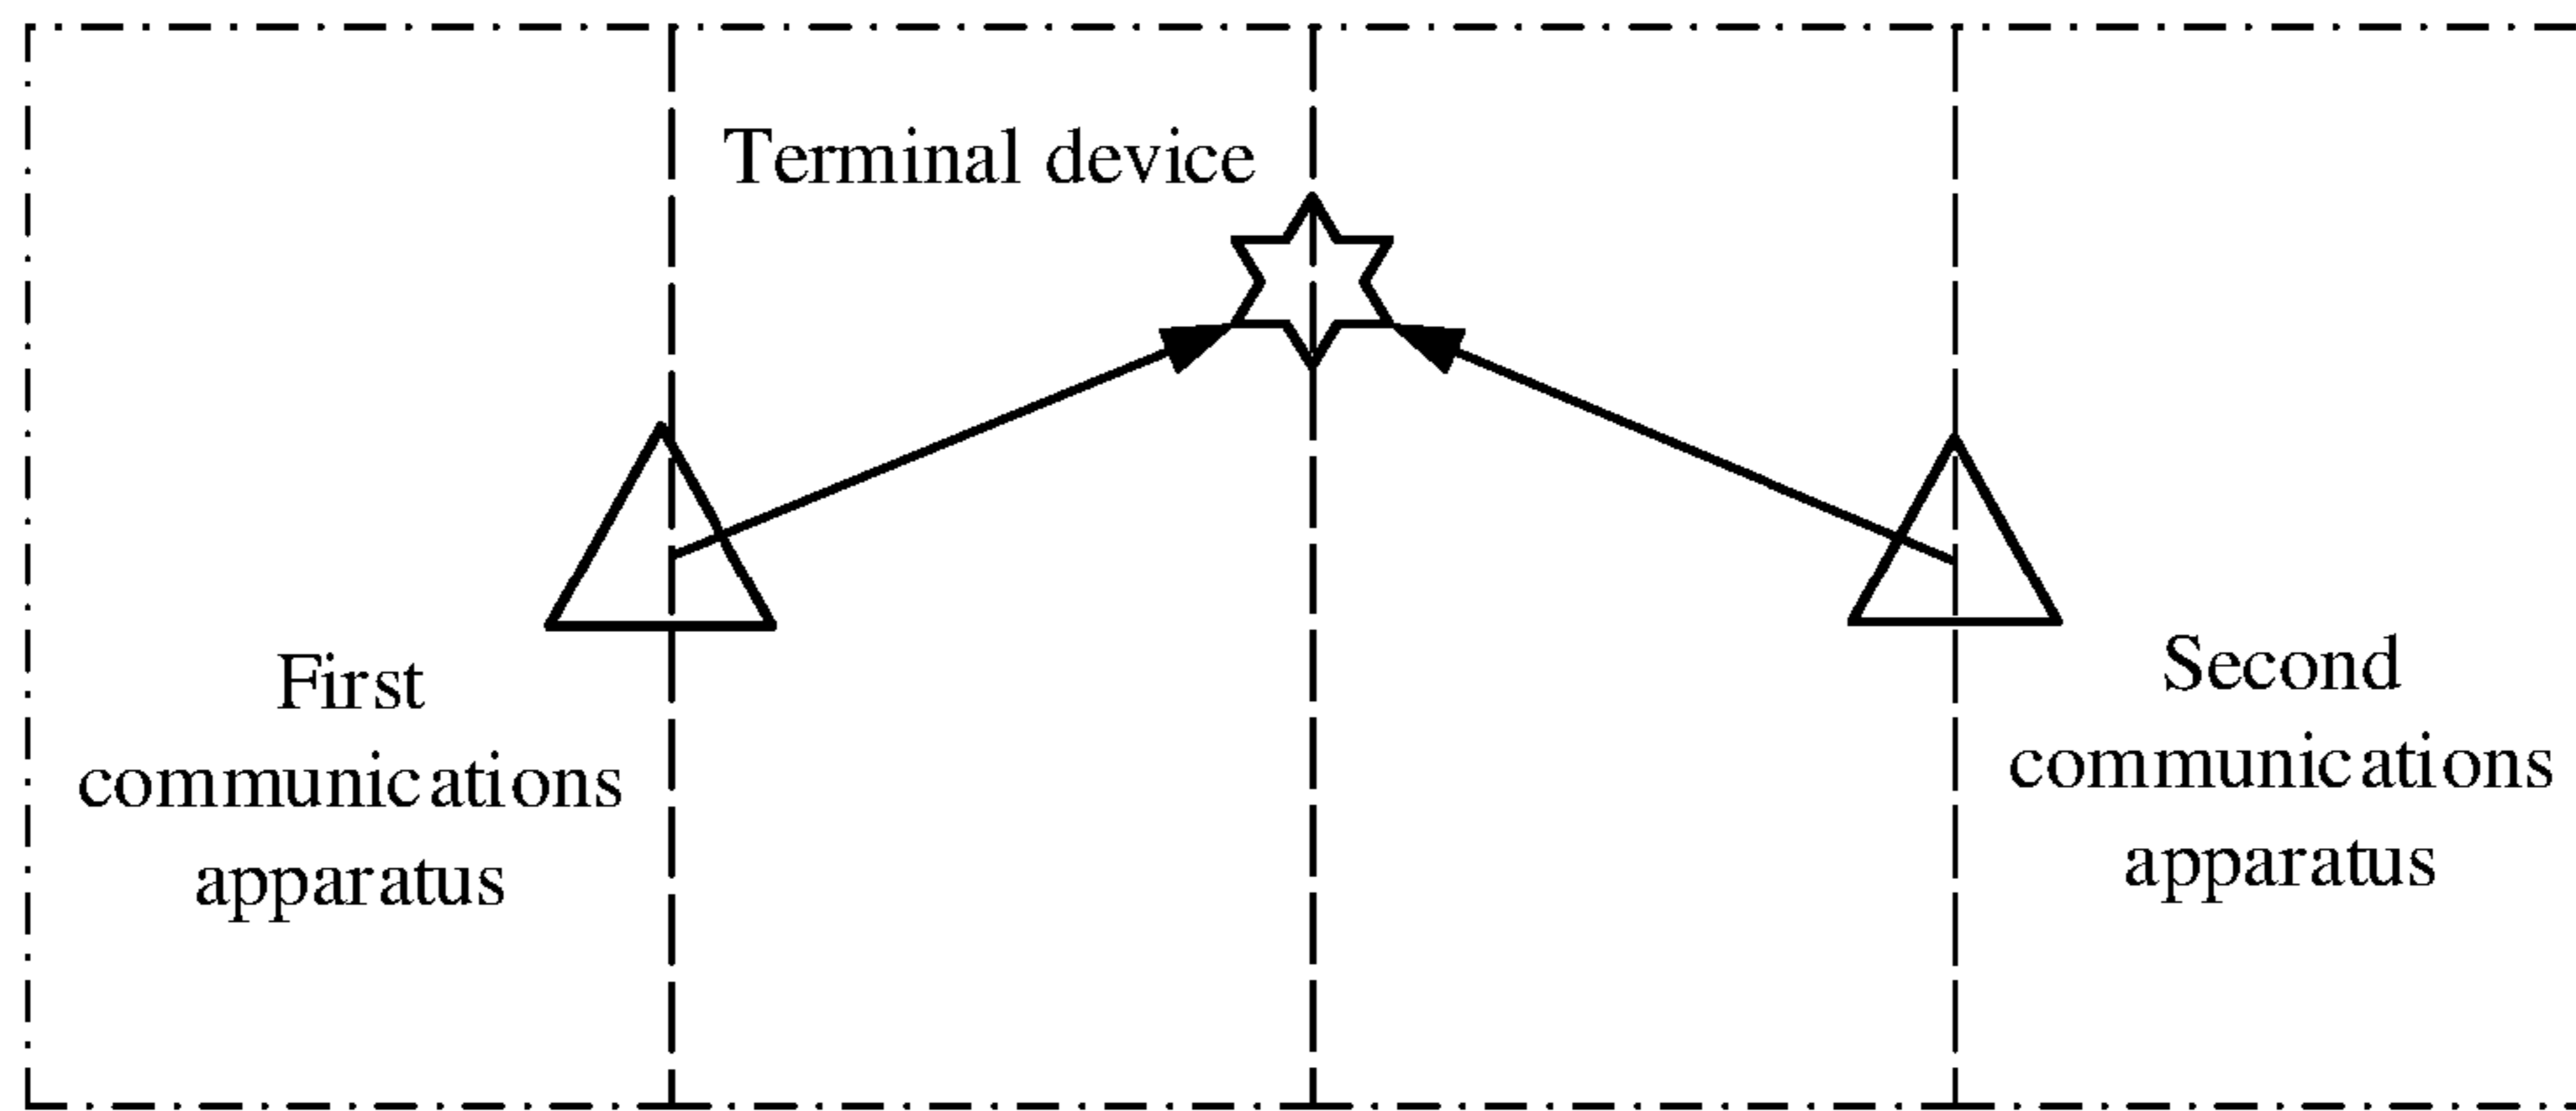 Terminal device
First
communications
apparatus
Second
communications
apparatus